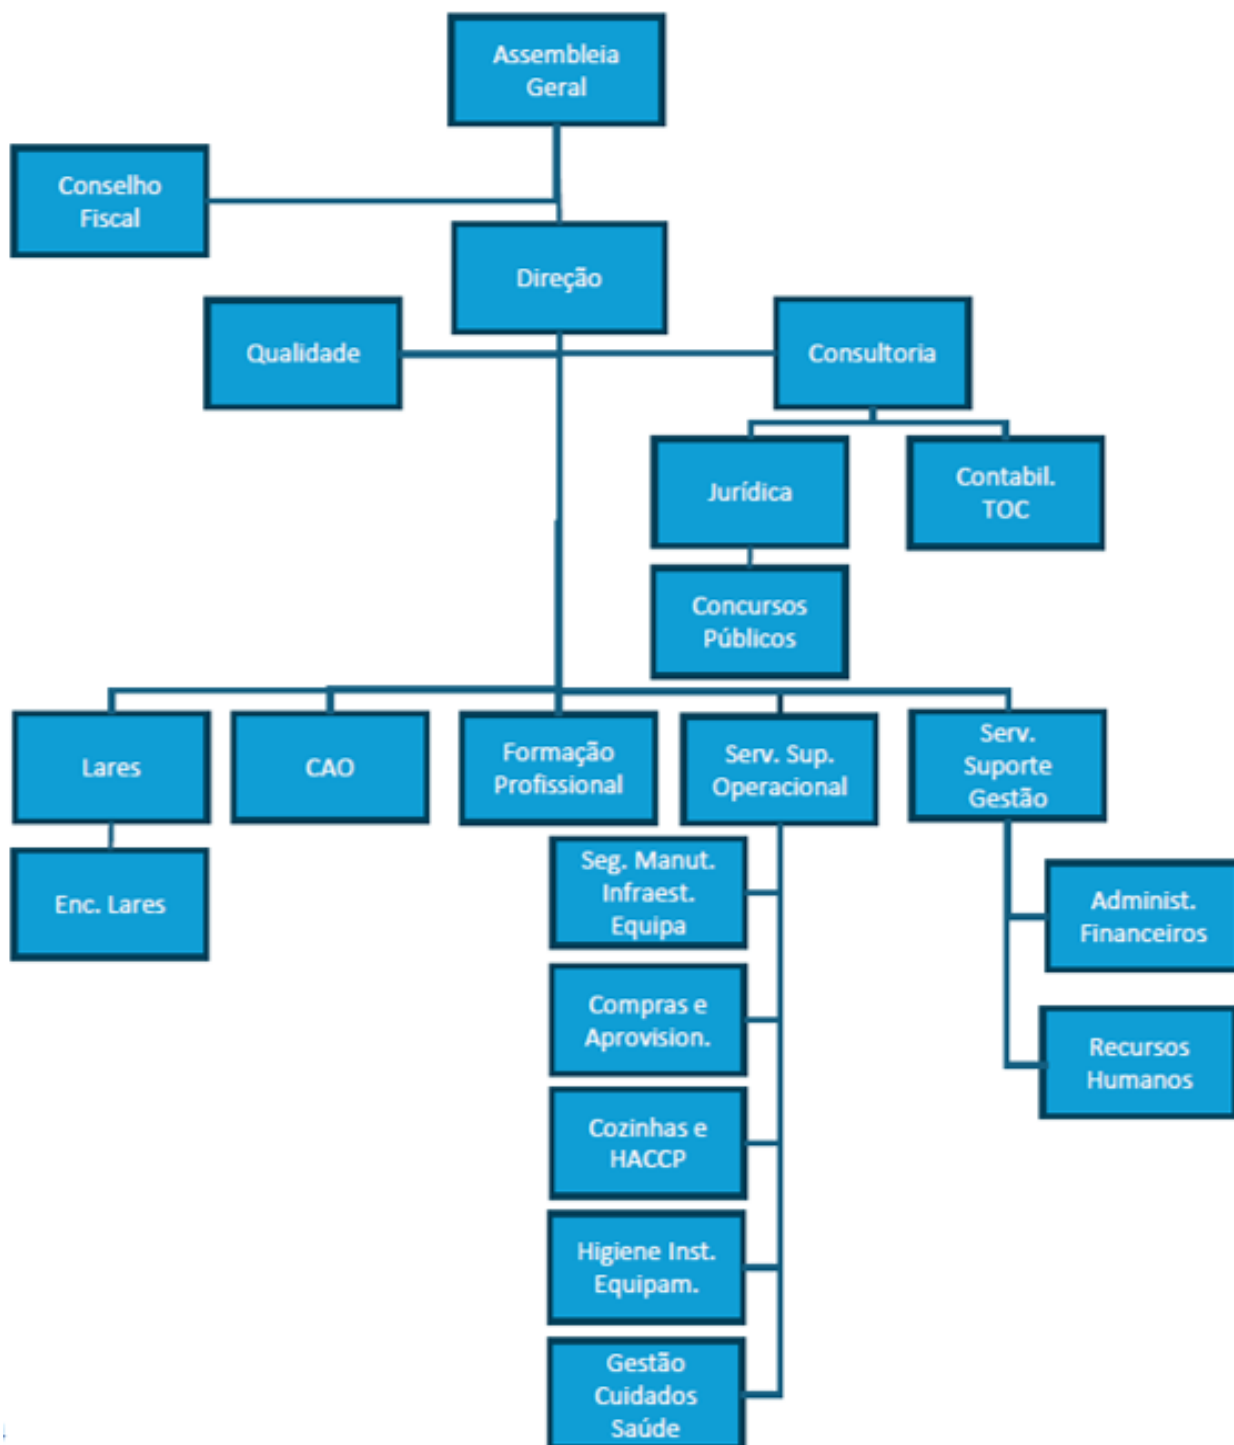 Assembleia
Geral
Conselho
Fiscal
Direção
Qualidade
Consultoria
Jurídica
Contabil.
TOC
Concursos
Públicos
Lares
CAO
Formação
Profissional
Serv. Sup.
Operacional
Serv.
Suporte
Gestão
Enc. Lares
Seg. Manut.
Infraest.
Equipa
Administ.
Financeiros
Compras e
Aprovision.
Recursos
Humanos
Cozinhas e
HACCP
Higiene Inst.
Equipam.
Gestão
Cuidados
Saúde